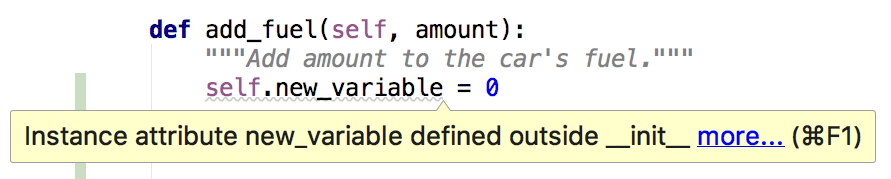 def add_fuel(self, amount):
"""Add amount to the car's fuel."""
self.new_variable = 0
Instance attribute new_variable defined outside __init__ more... (⌘F1)